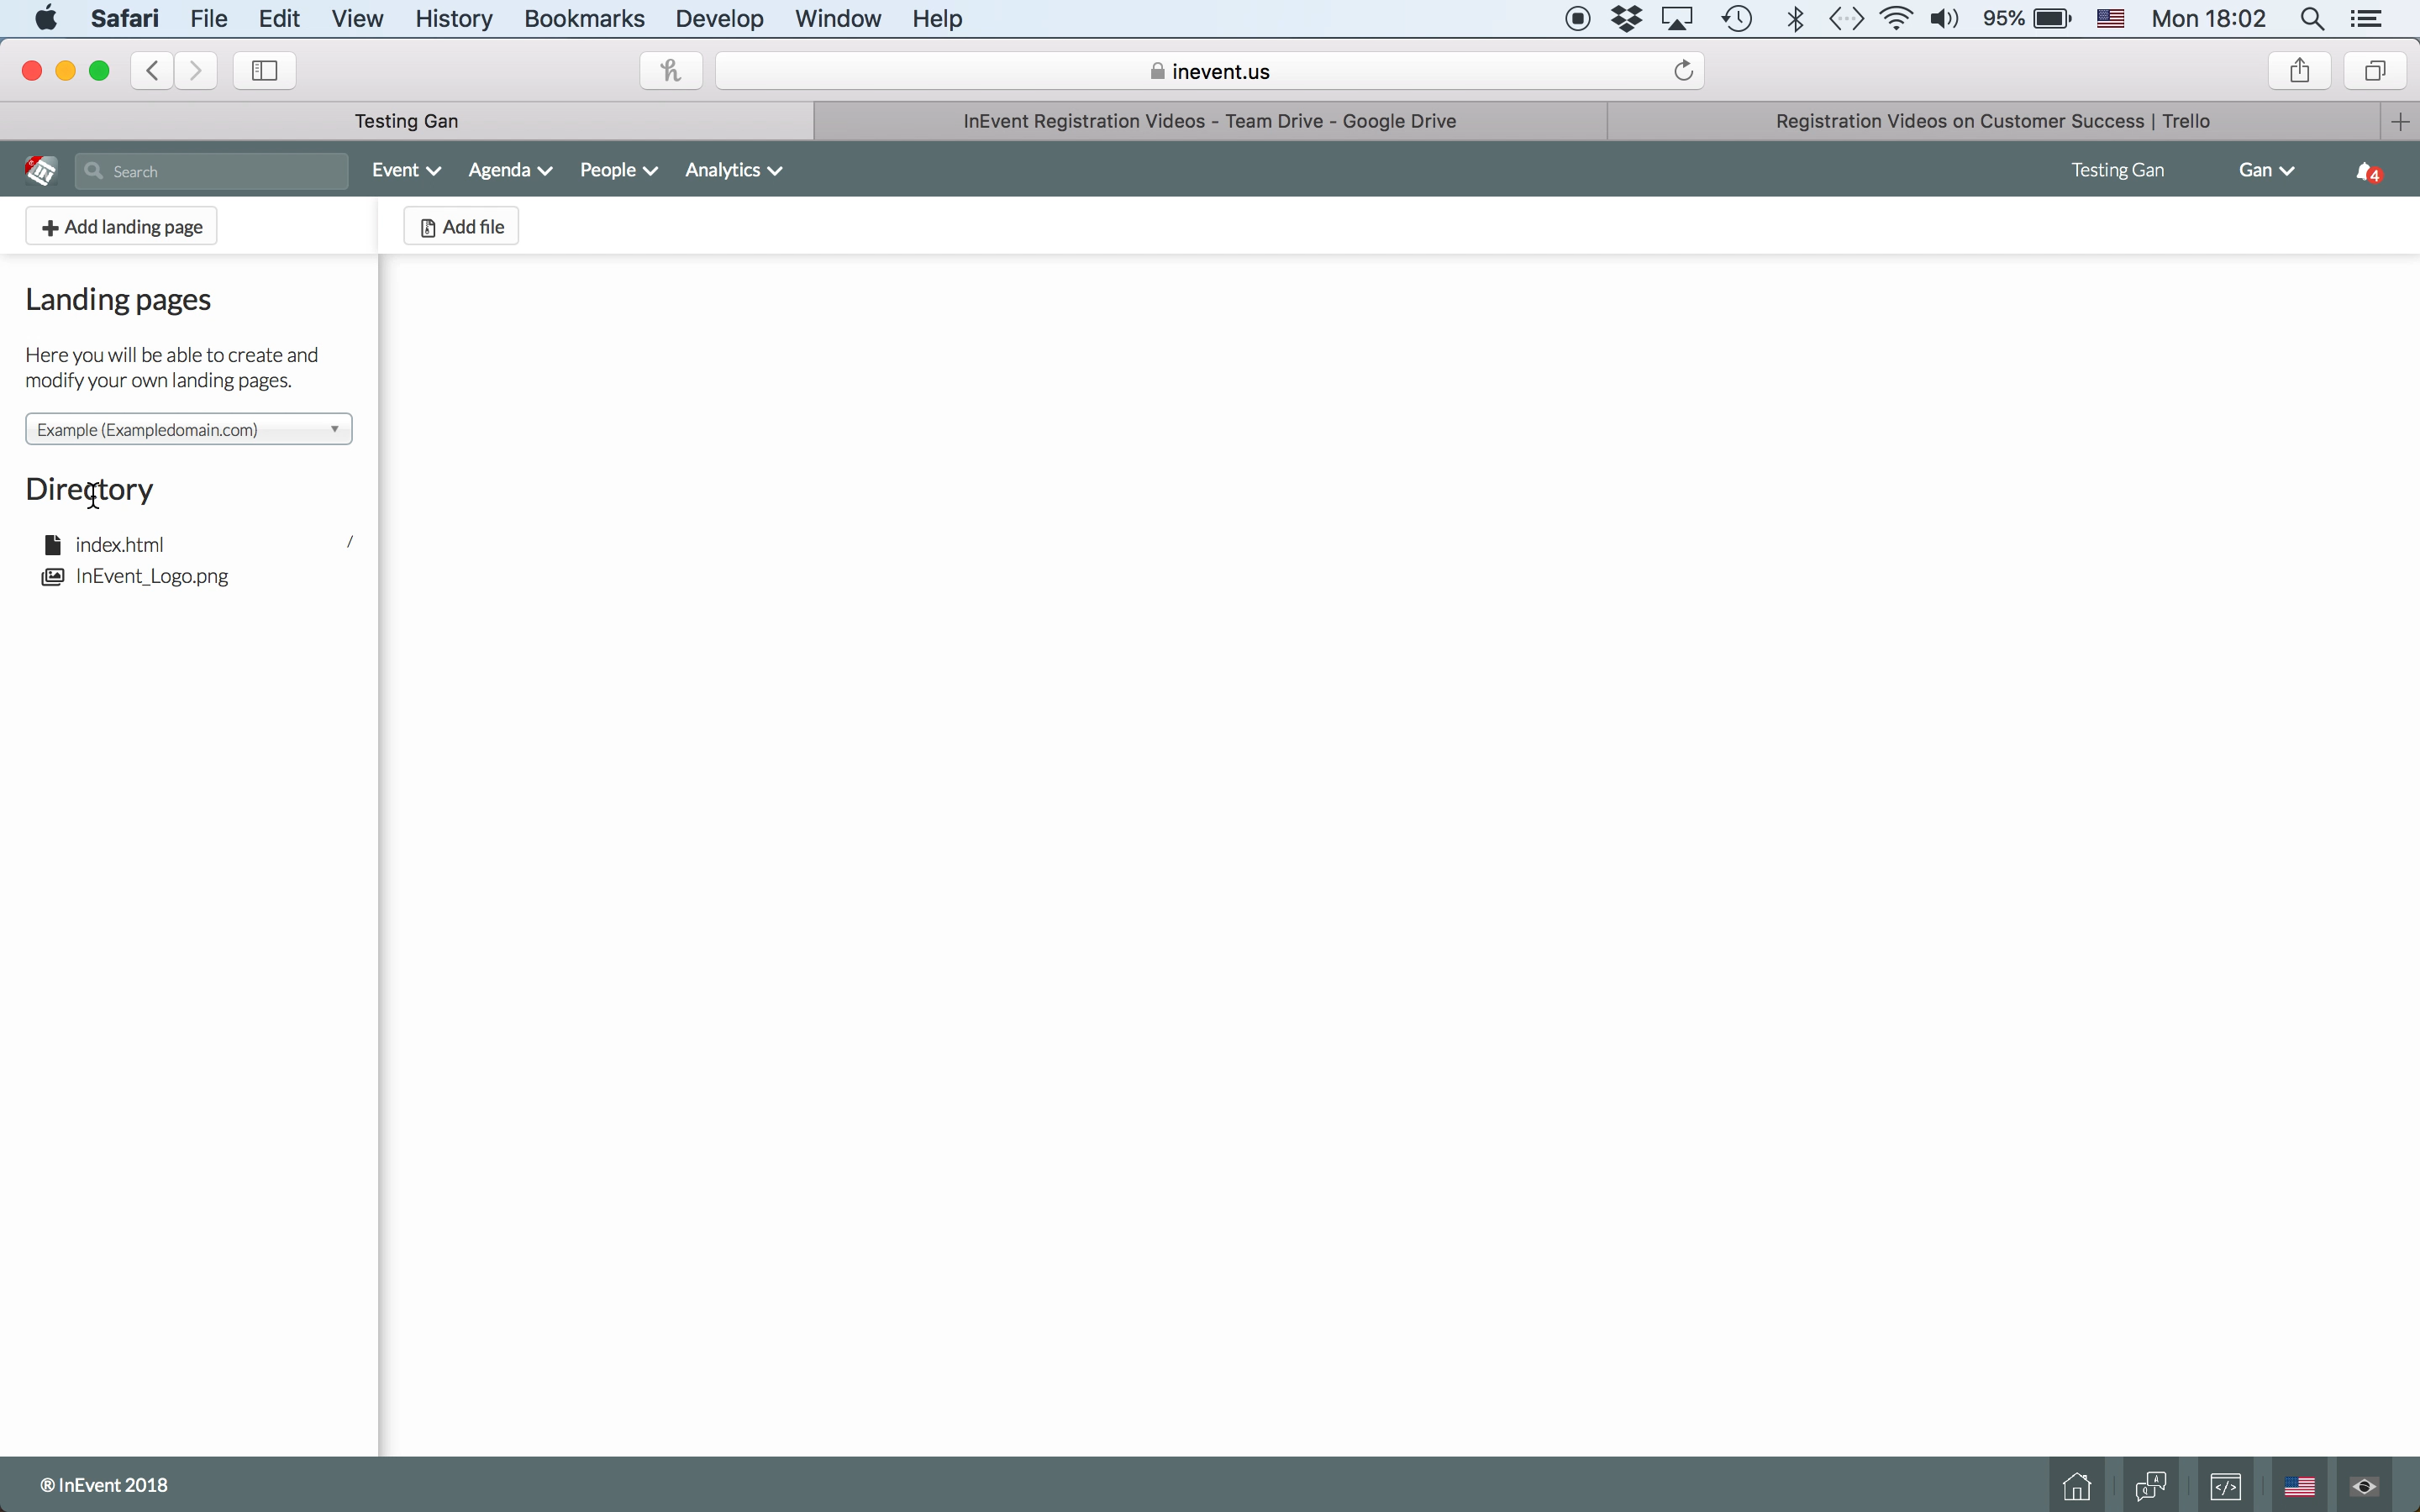 Safari File Edit View History Bookmarks Develop Window Help 95% Mon 18:02
inevent.us
Testing Gan InEvent Registration Videos - Team Drive - Google Drive Registration Videos on Customer Success | Trello
Search Event Agenda People Analytics Testing Gan Gan 4
Add landing page Add file
Landing pages
Here you will be able to create and
modify your own landing pages.
Example (Exampledomain.com)
Directory
index.html /
InEvent_Logo.png
® InEvent 2018